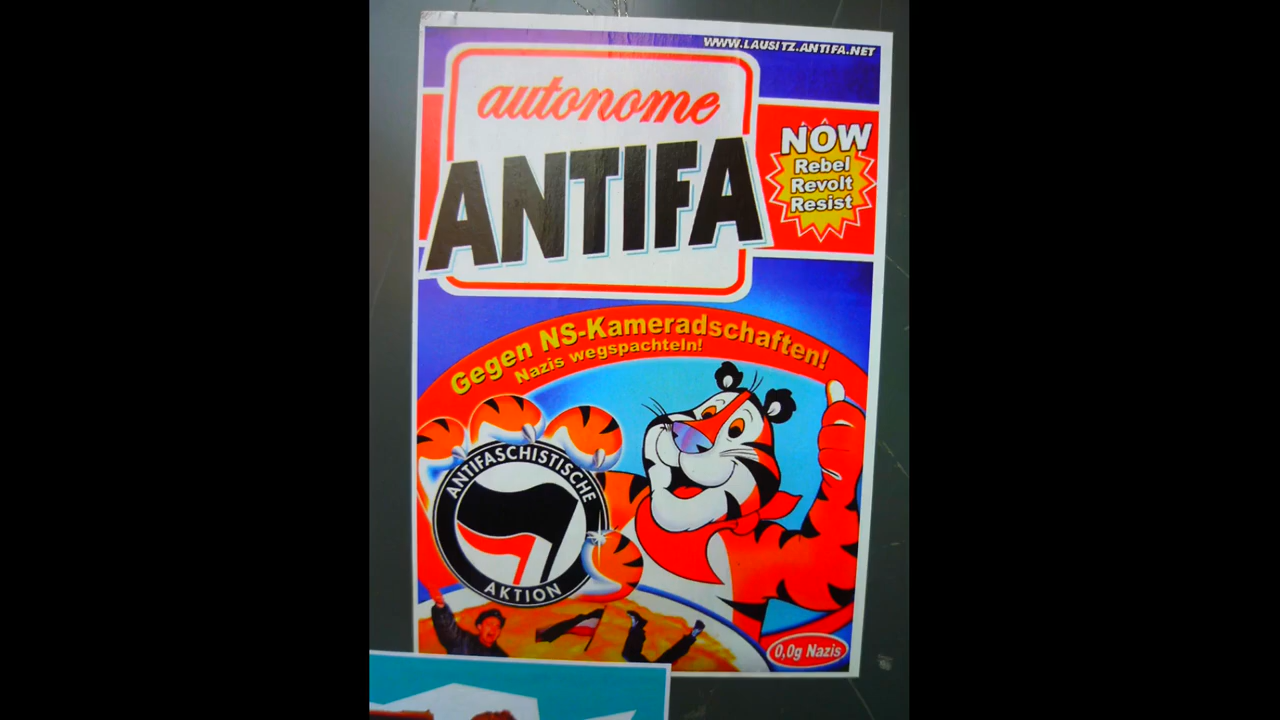 WWW.LAUSITZ.ANTIFA.NET
autonome
ANTIFA
NOW
Rebel
Revolt
Resist
Gegen NS-Kameradschaften!
Nazis wegspachteln!
ANTIFASCHISTISCHE
AKTION
0,0g Nazis